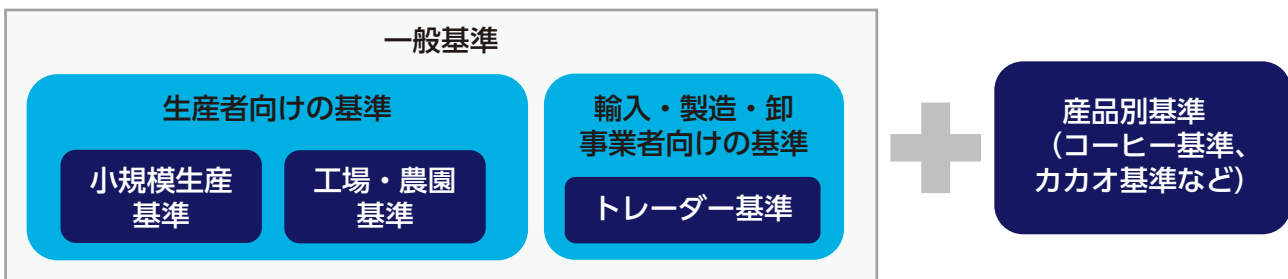 一般基準
生産者向けの基準
小規模生産
基準
工場・農園
基準
輸入・製造・卸
事業者向けの基準
トレーダー基準
産品別基準
（コーヒー基準、
カカオ基準など）